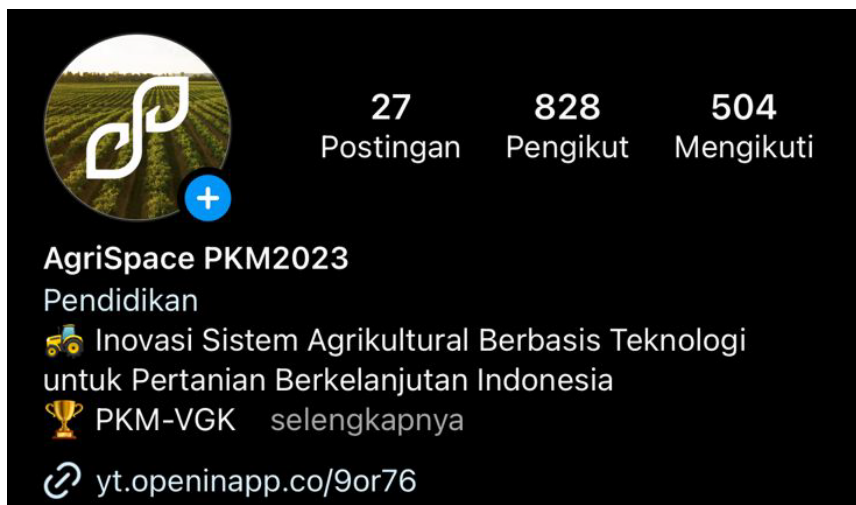 27 828 504
Postingan Pengikut Mengikuti
AgriSpace PKM2023
Pendidikan
🚜 Inovasi Sistem Agrikultural Berbasis Teknologi
untuk Pertanian Berkelanjutan Indonesia
🏆 PKM-VGK selengkapnya
yt.openinapp.co/9or76